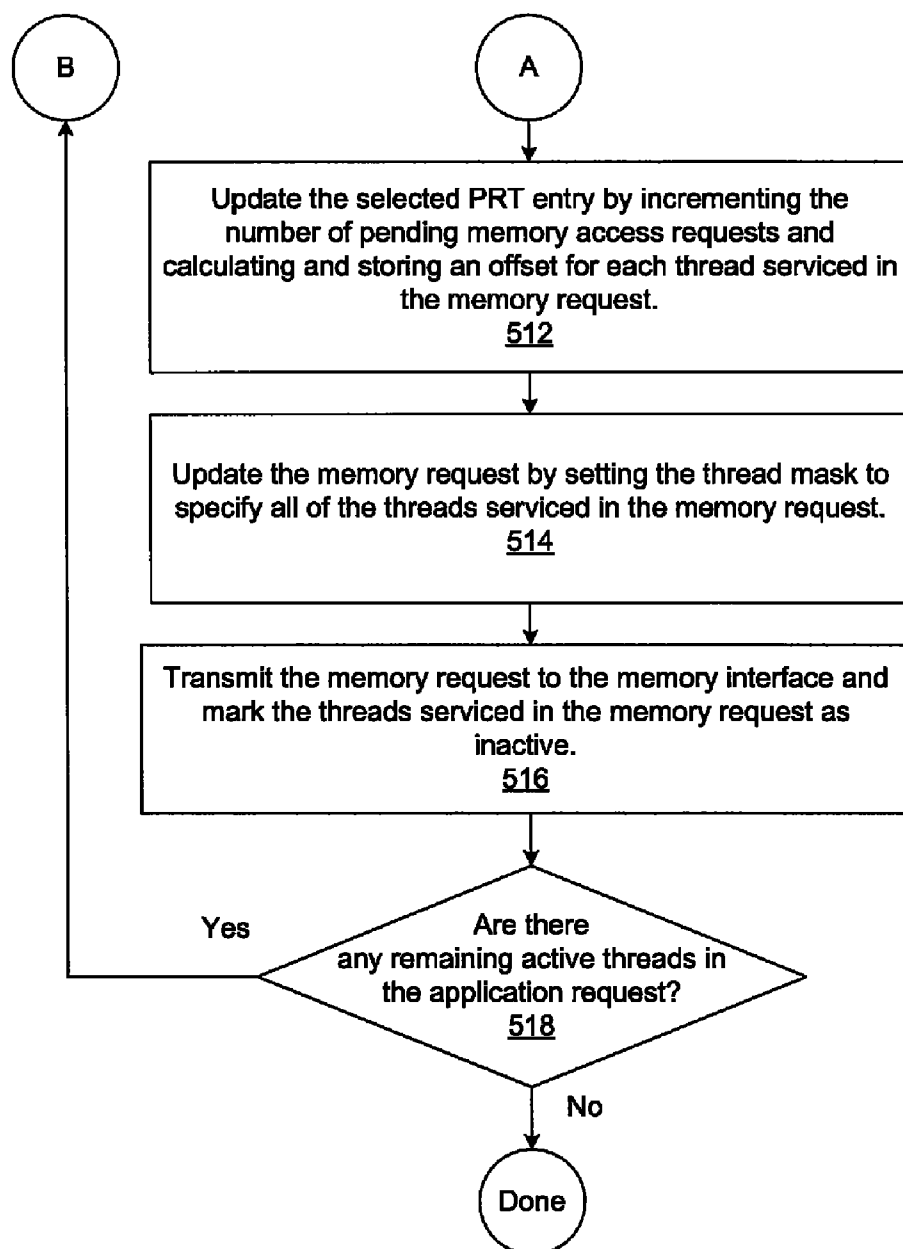 B
A
Update the selected PRT entry by incrementing the
number of pending memory access requests and
calculating and storing an offset for each thread serviced in
the memory request.
512
Update the memory request by setting the thread mask to
specify all of the threads serviced in the memory request.
514
Transmit the memory request to the memory interface and
mark the threads serviced in the memory request as
inactive.
516
Yes
Are there
any remaining active threads in
the application request?
518
No
Done